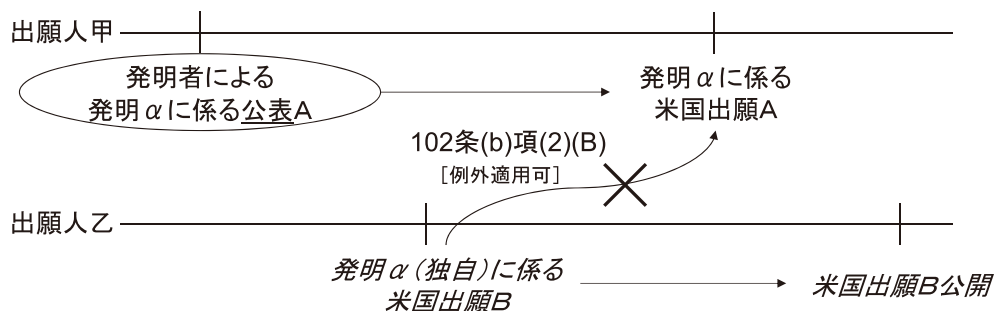 出願人甲
発明者による
発明αに係る公表A
発明αに係る
米国出願A
102条(b)項(2)(B)
[例外適用可]
出願人乙
発明α(独自)に係る
米国出願B
米国出願B公開